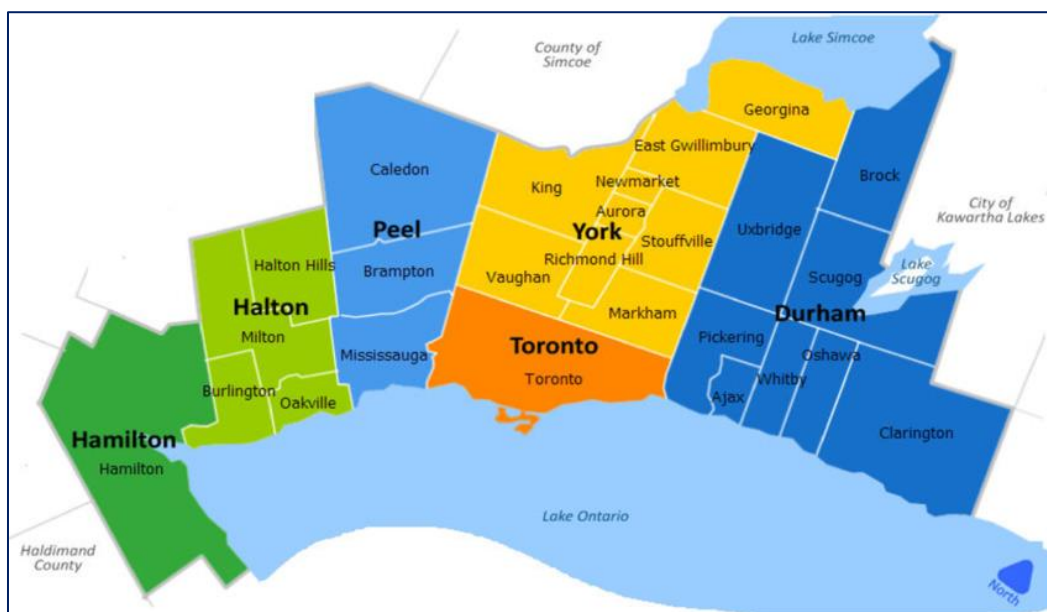 Lake Simcoe
County of
Simcoe
Georgina
East Gwillimbury
Caledon
Brock
King
Newmarket
City of
Kawartha Lakes
Aurora
Peel
York
Uxbridge
Stouffville
Halton Hills
Brampton
Vaughan
Richmond Hill
Scugog
Lake
Scugog
Halton
Markham
Durham
Milton
Mississauga
Toronto
Pickering
Oshawa
Toronto
Whitby
Burlington
Oakville
Ajax
Hamilton
Clarington
Hamilton
Lake Ontario
Haldimand
County
North